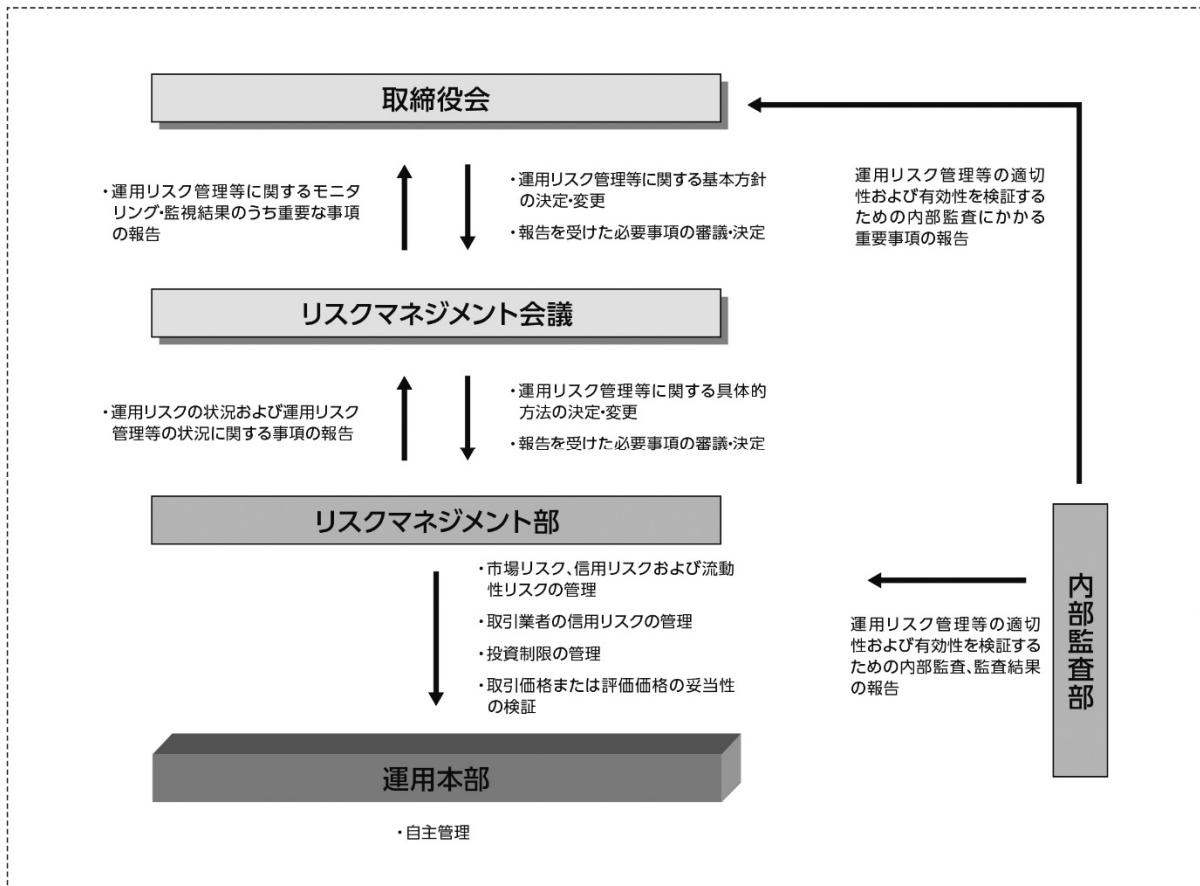 取締役会
・運用リスク管理等に関するモニタ
リング・監視結果のうち重要な事項
の報告
・運用リスク管理等に関する基本方針
の決定・変更
・報告を受けた必要事項の審議・決定
運用リスク管理等の適切
性および有効性を検証する
ための内部監査にかかる
重要事項の報告
リスクマネジメント会議
・運用リスクの状況および運用リスク
管理等の状況に関する事項の報告
・運用リスク管理等に関する具体的
方法の決定・変更
・報告を受けた必要事項の審議・決定
リスクマネジメント部
・市場リスク、信用リスクおよび流動
性リスクの管理
・取引業者の信用リスクの管理
・投資制限の管理
・取引価格または評価価格の妥当性
の検証
運用リスク管理等の適切
性および有効性を検証する
ための内部監査、監査結果
の報告
内部監査部
運用本部
・自主管理